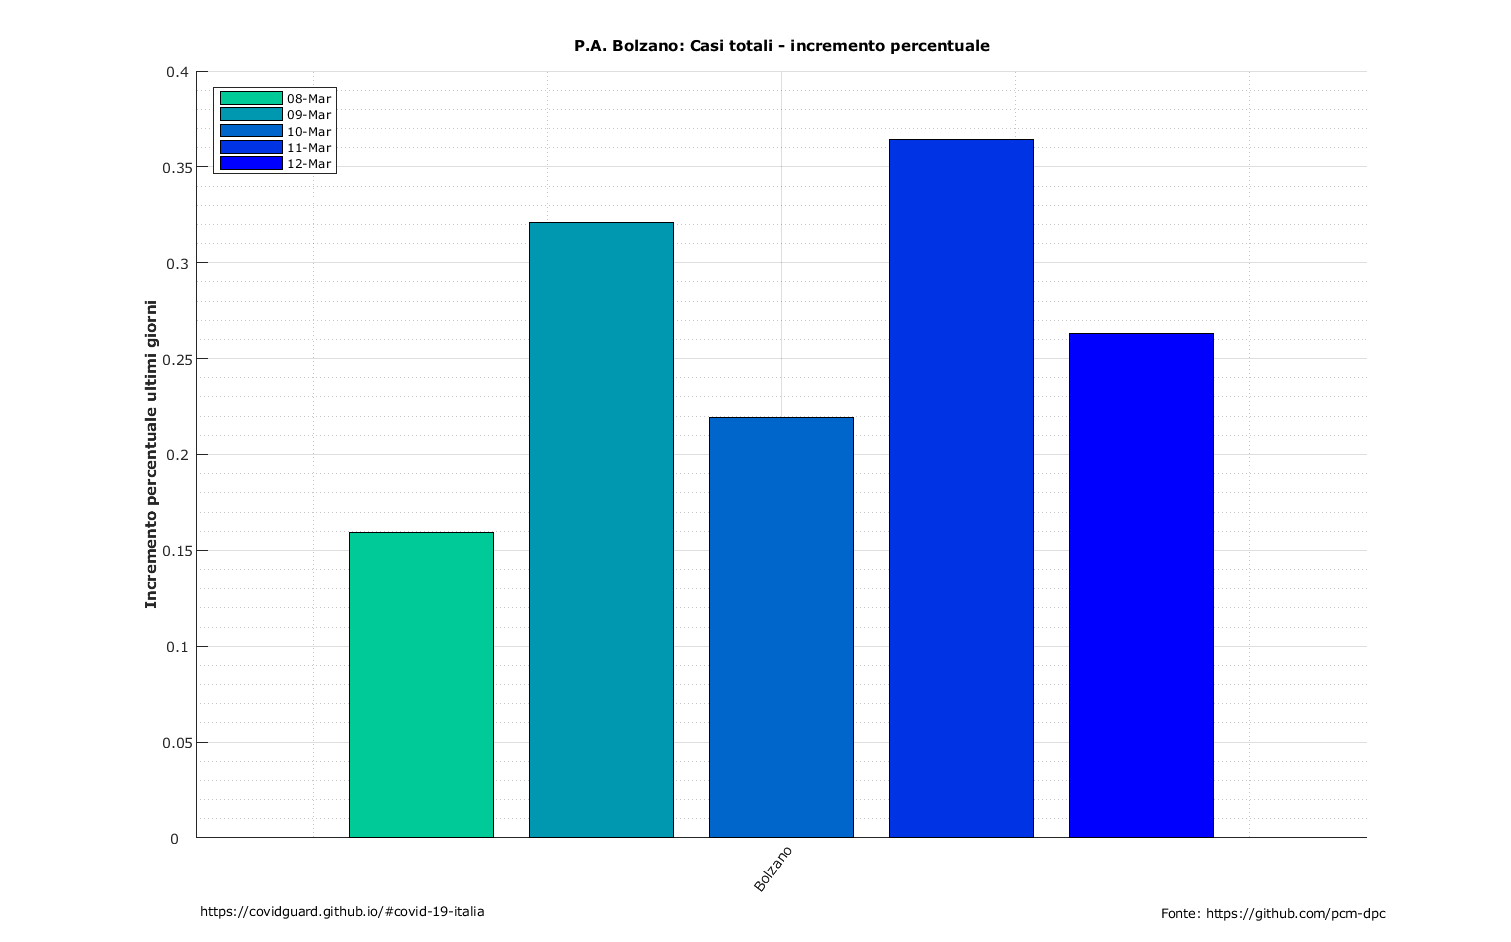 P.A. Bolzano: Casi totali - incremento percentuale
Incremento percentuale ultimi giorni
0.4
0.35
0.3
0.25
0.2
0.15
0.1
0.05
0
08-Mar
09-Mar
10-Mar
11-Mar
12-Mar
Bolzano
https://covidguard.github.io/#covid-19-italia
Fonte: https://github.com/pcm-dpc